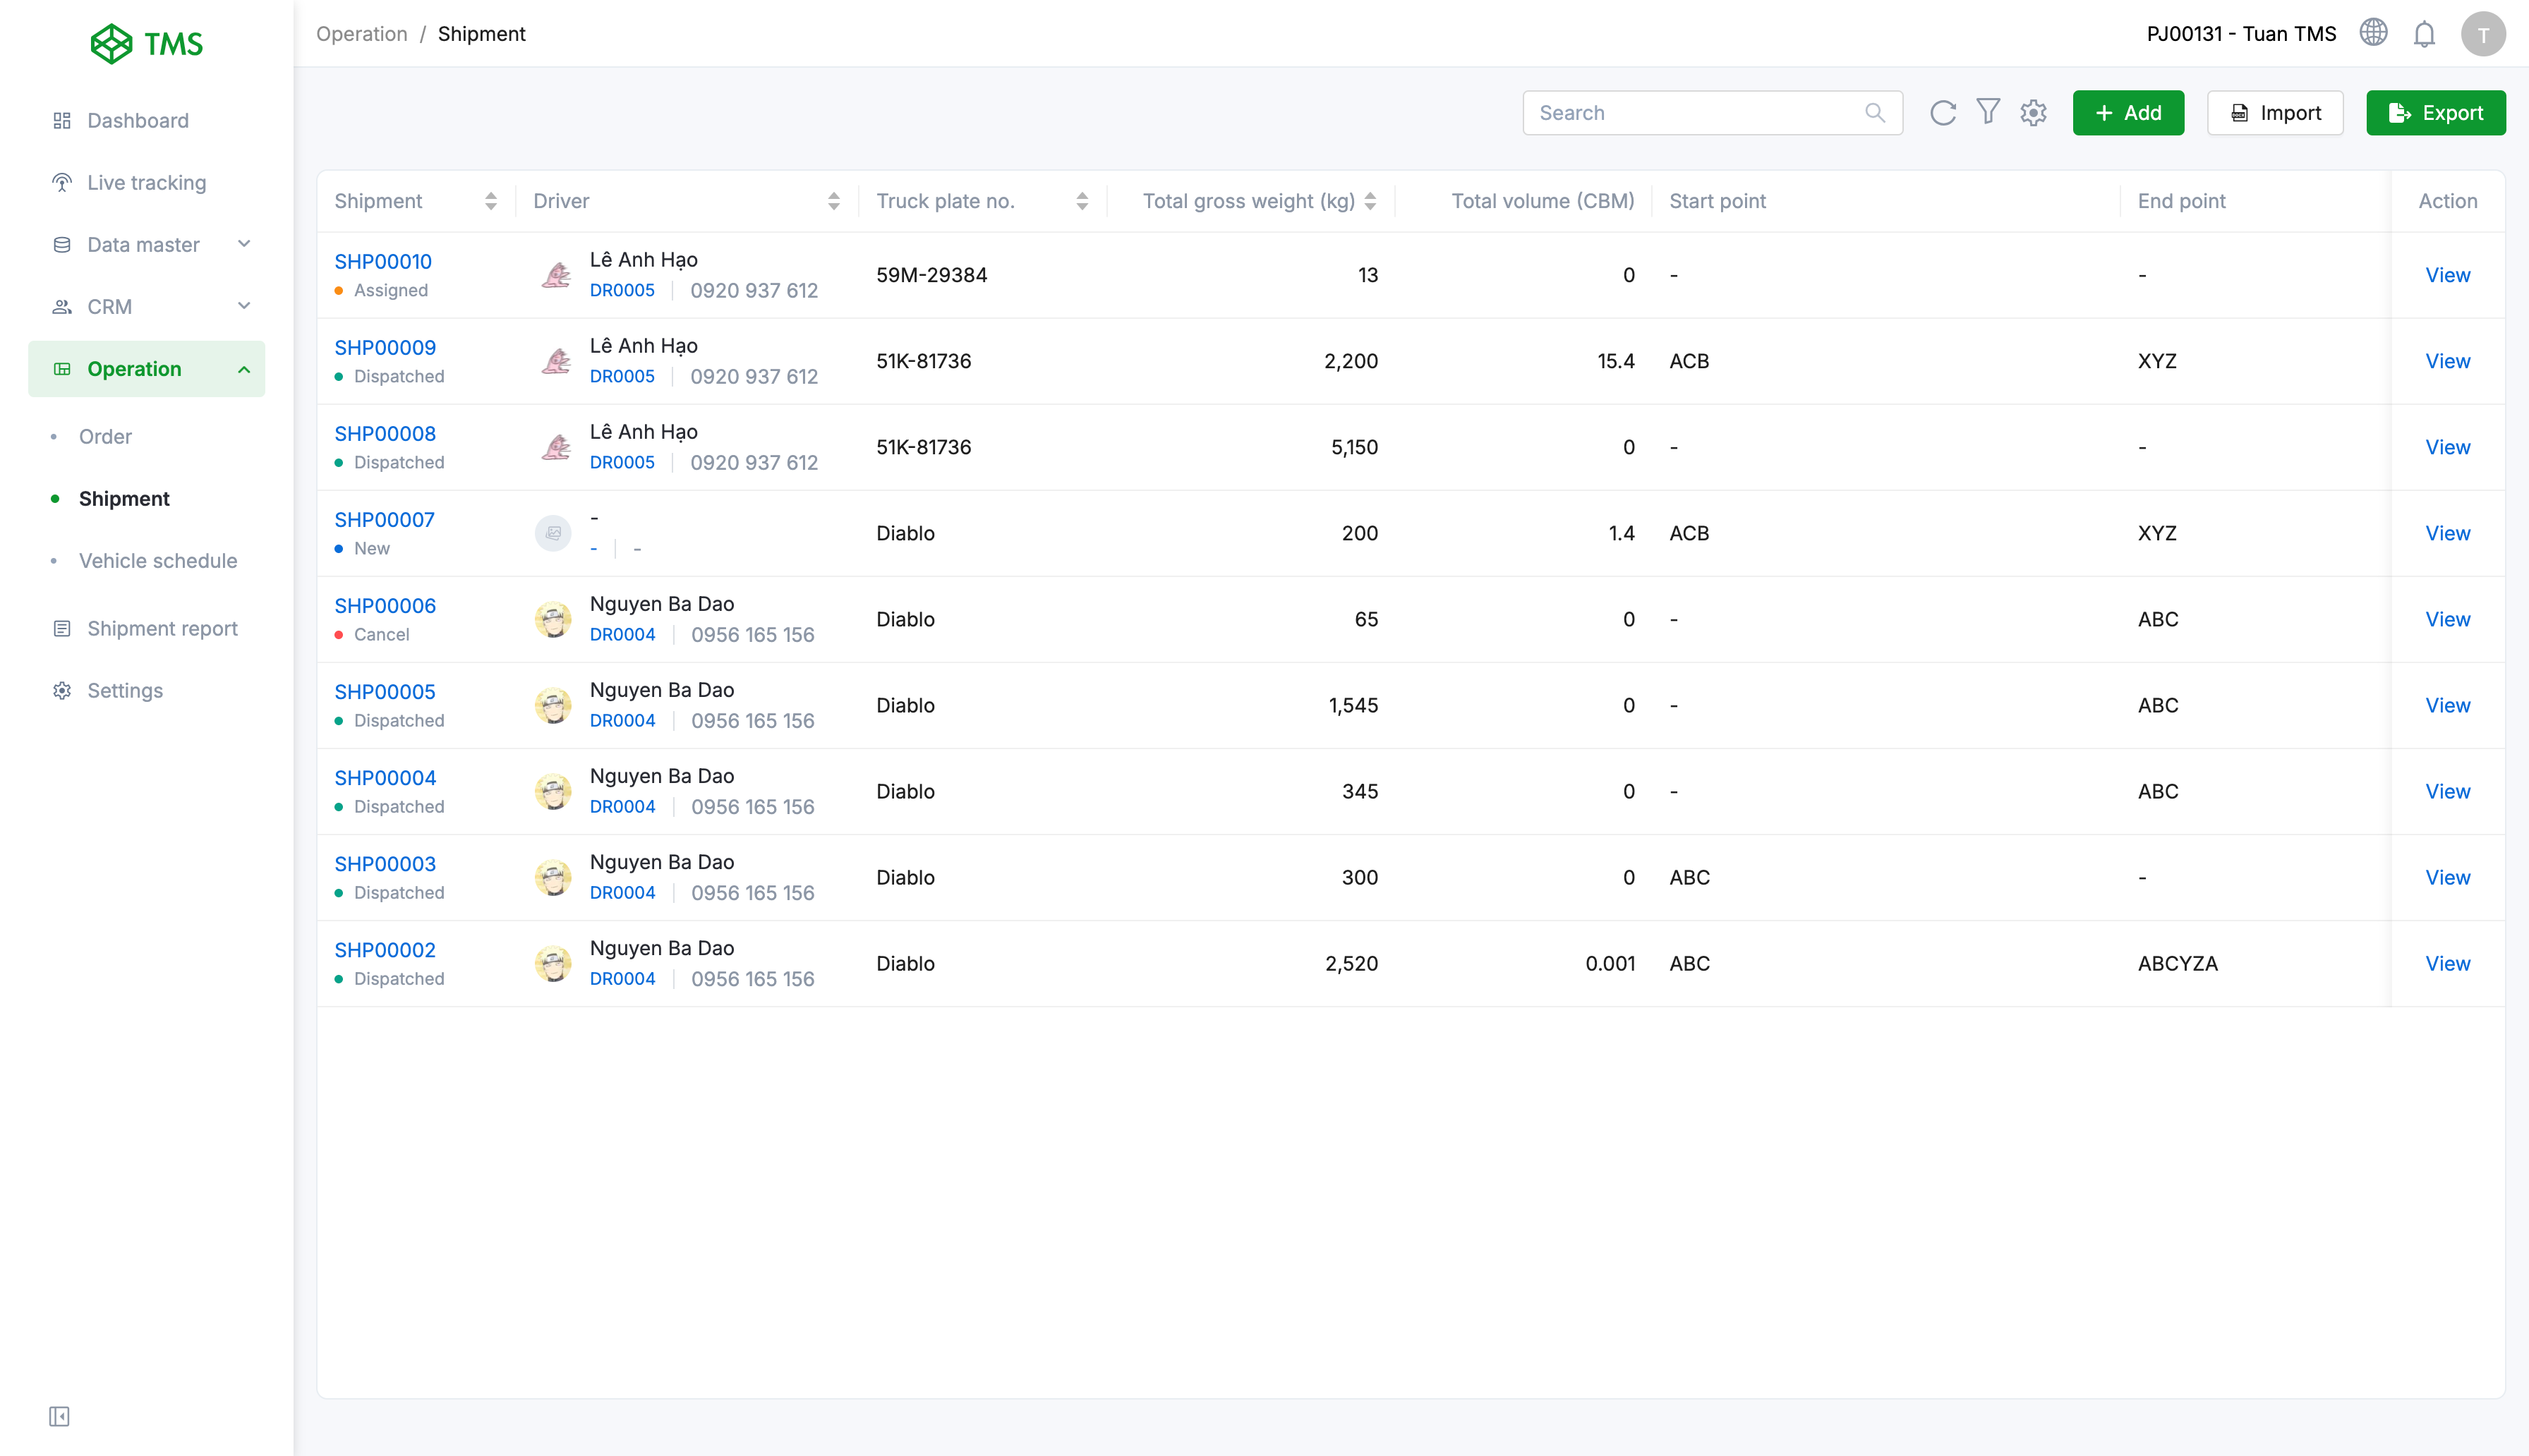 TMS
Dashboard
Live tracking
Data master
CRM
Operation
Order
Shipment
Vehicle schedule
Shipment report
Settings
Operation / Shipment
PJ00131 - Tuan TMS
T
Search
Add
Import
Export
Shipment Driver Truck plate no. Total gross weight (kg) Total volume (CBM) Start point End point Action
SHP00010
Assigned
Lê Anh Hạo
DR0005 | 0920 937 612
59M-29384 13 0 - - View
SHP00009
Dispatched
Lê Anh Hạo
DR0005 | 0920 937 612
51K-81736 2,200 15.4 ACB XYZ View
SHP00008
Dispatched
Lê Anh Hạo
DR0005 | 0920 937 612
51K-81736 5,150 0 - - View
SHP00007
New
-
- | -
Diablo 200 1.4 ACB XYZ View
SHP00006
Cancel
Nguyen Ba Dao
DR0004 | 0956 165 156
Diablo 65 0 - ABC View
SHP00005
Dispatched
Nguyen Ba Dao
DR0004 | 0956 165 156
Diablo 1,545 0 - ABC View
SHP00004
Dispatched
Nguyen Ba Dao
DR0004 | 0956 165 156
Diablo 345 0 - ABC View
SHP00003
Dispatched
Nguyen Ba Dao
DR0004 | 0956 165 156
Diablo 300 0 ABC - View
SHP00002
Dispatched
Nguyen Ba Dao
DR0004 | 0956 165 156
Diablo 2,520 0.001 ABC ABCYZA View